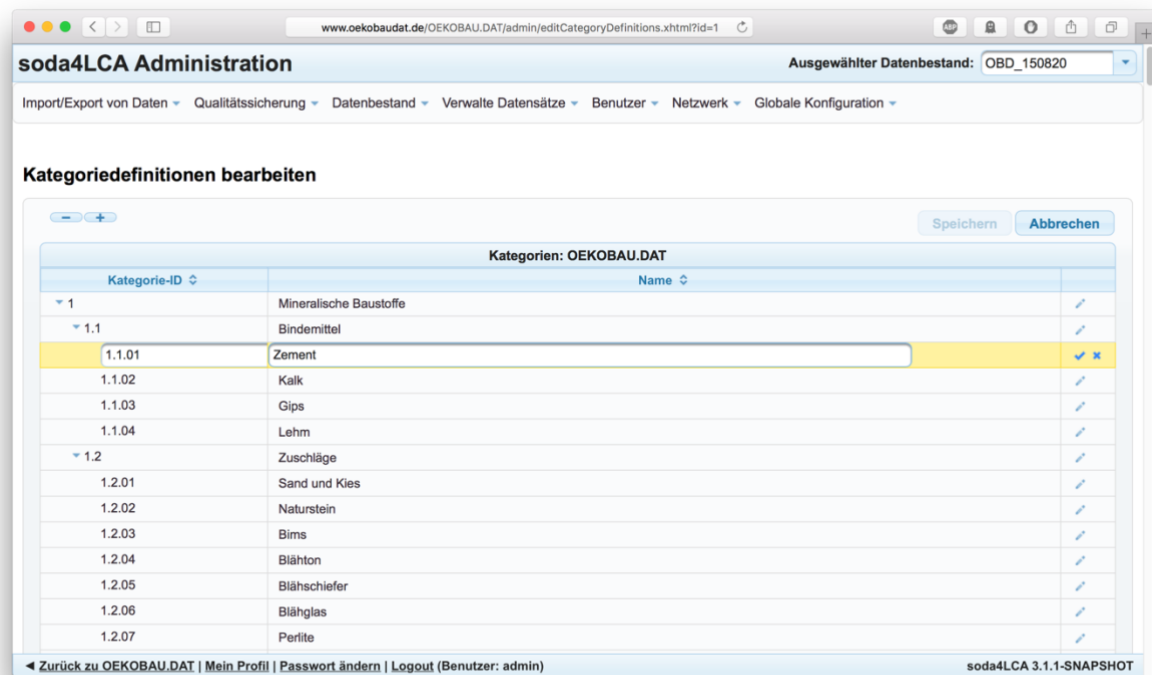 www.oekobaudat.de/OEKOBAU.DAT/admin/editCategoryDefinitions.xhtml?id=1
ABP
soda4LCA Administration
Ausgewählter Datenbestand: OBD_150820
Import/Export von Daten Qualitätssicherung Datenbestand Verwalte Datensätze Benutzer Netzwerk Globale Konfiguration
Kategoriedefinitionen bearbeiten
Speichern Abbrechen
Kategorien: OEKOBAU.DAT
Kategorie-ID Name
1 Mineralische Baustoffe
1.1 Bindemittel
1.1.01 Zement
1.1.02 Kalk
1.1.03 Gips
1.1.04 Lehm
1.2 Zuschläge
1.2.01 Sand und Kies
1.2.02 Naturstein
1.2.03 Bims
1.2.04 Blähton
1.2.05 Blähschiefer
1.2.06 Blähglas
1.2.07 Perlite
Zurück zu OEKOBAU.DAT | Mein Profil | Passwort ändern | Logout (Benutzer: admin) soda4LCA 3.1.1-SNAPSHOT